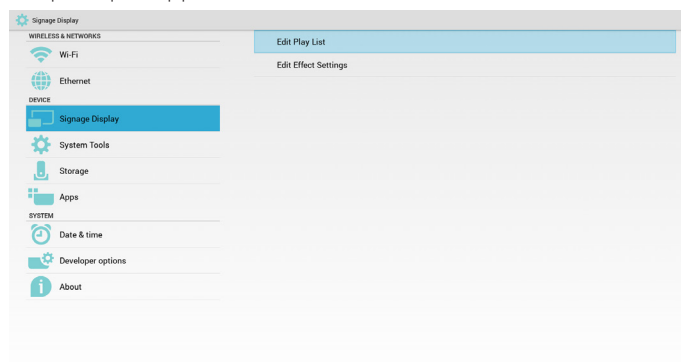 Signage Display
WIRELESS & NETWORKS
Wi-Fi
Ethernet
DEVICE
Signage Display
System Tools
Storage
Apps
SYSTEM
Date & time
Developer options
About
Edit Play List
Edit Effect Settings